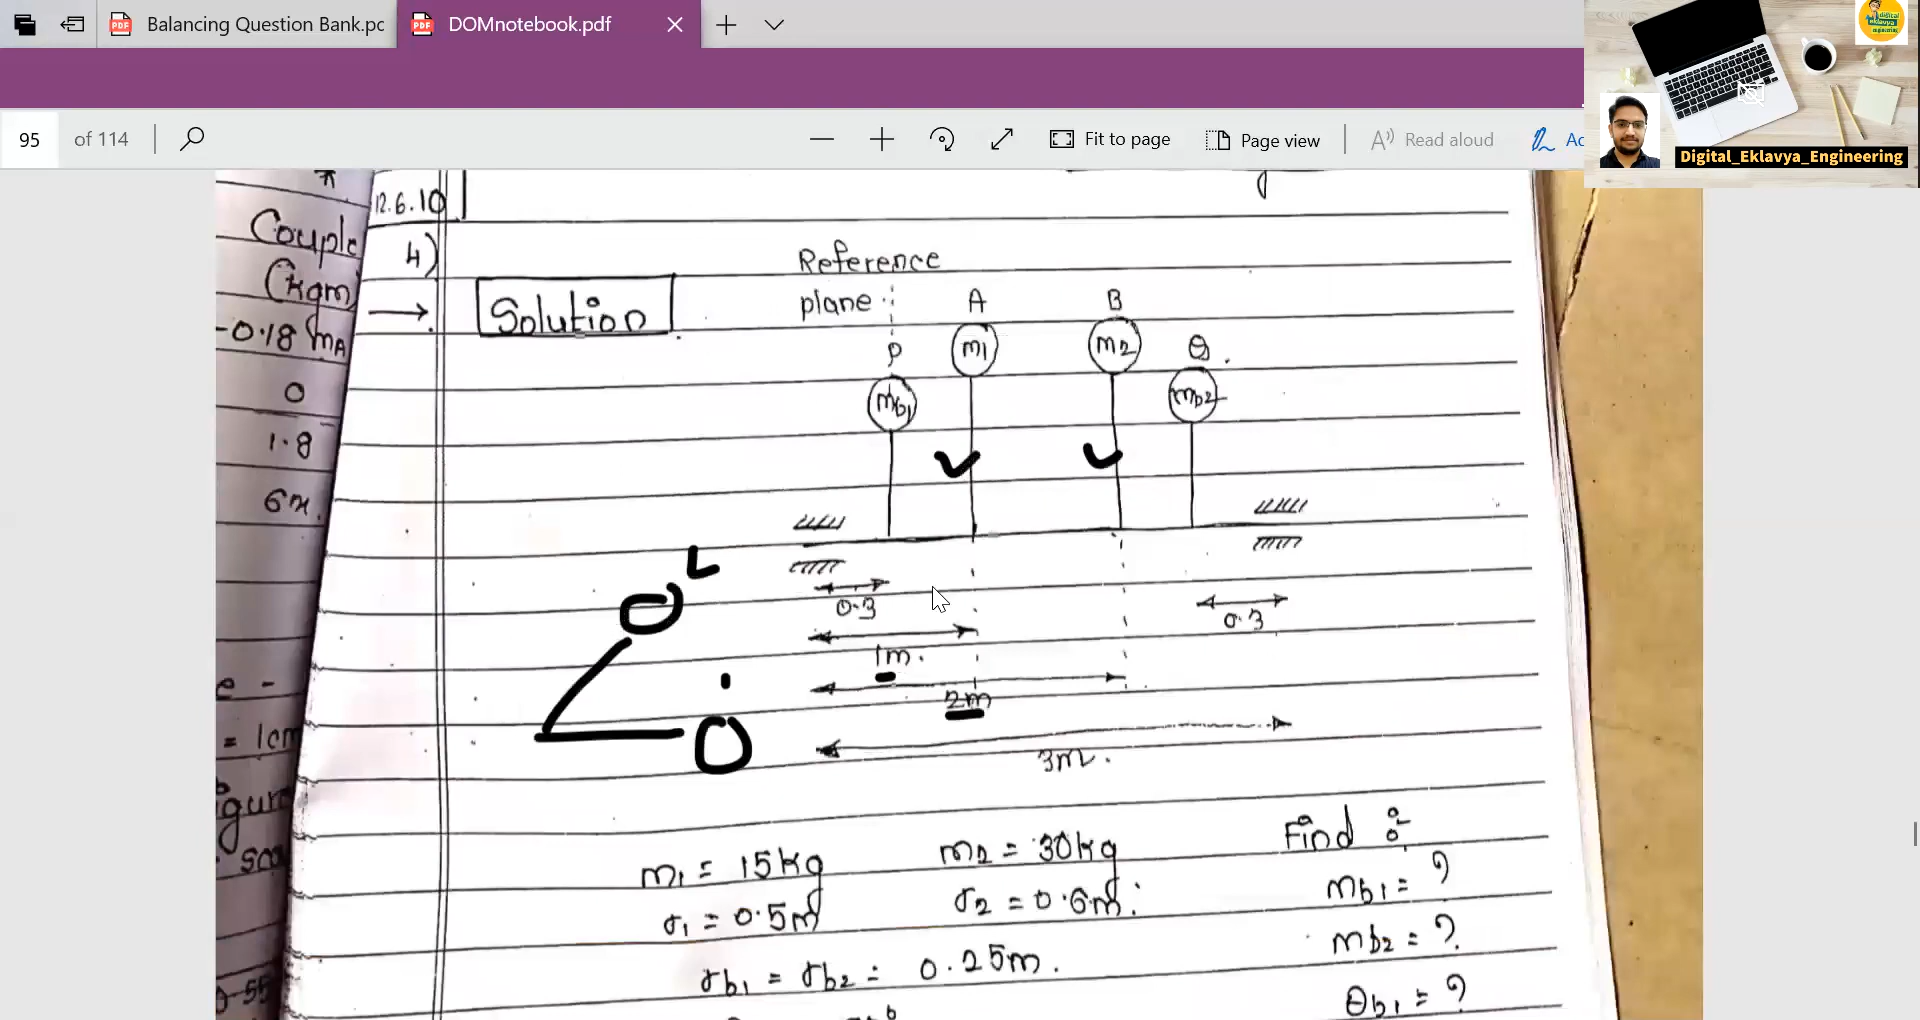 Balancing Question Bank.pc
DOMnotebook.pdf
95 of 114
Fit to page
Page view
Read aloud
Digital_Eklavya_Engineering
12.6.10
Couple
(kgm
-0.18 mA
0
1.8
4)
Solution
Reference
plane
A
B
P
Q.
m1
m2
mb1
mb2
0.3
0.3
1m.
2m
3m.
= 1cm
m1 = 15kg
m2 = 30kg
Find :
r1 = 0.5m
r2 = 0.6m.
mb1 = ?
rb1 = rb2 = 0.25m.
mb2 = ?
θb1 = ?